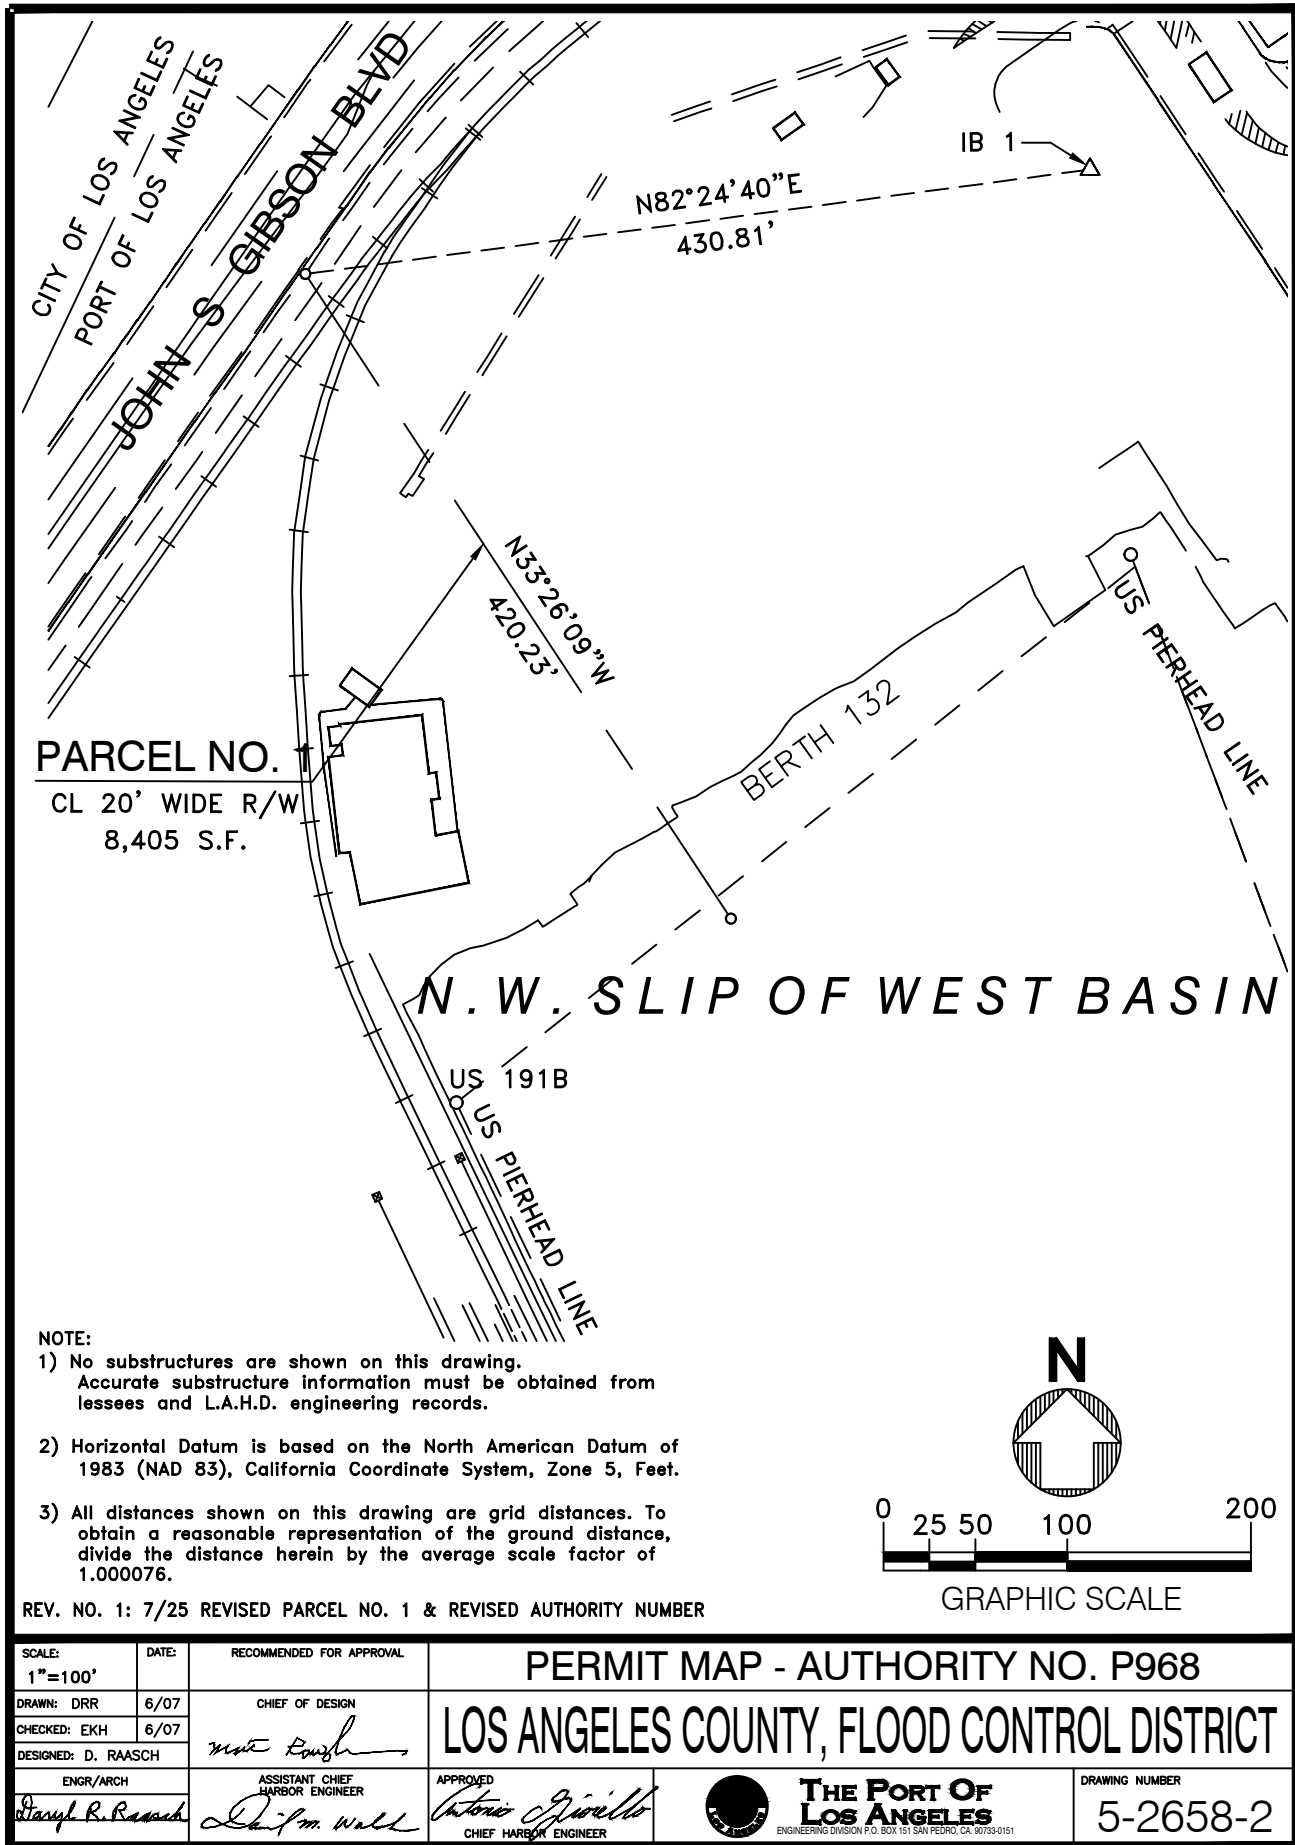 CITY OF LOS ANGELES
PORT OF LOS ANGELES
JOHN S GIBSON BLVD
IB 1
N82°24'40"E
430.81'
N33°26'09"W
420.23'
US PIERHEAD LINE
BERTH 132
PARCEL NO. 1
CL 20' WIDE R/W
8,405 S.F.
N.W. SLIP OF WEST BASIN
US 191B
US PIERHEAD LINE
NOTE:
1) No substructures are shown on this drawing.
Accurate substructure information must be obtained from
lessees and L.A.H.D. engineering records.
2) Horizontal Datum is based on the North American Datum of
1983 (NAD 83), California Coordinate System, Zone 5, Feet.
3) All distances shown on this drawing are grid distances. To
obtain a reasonable representation of the ground distance,
divide the distance herein by the average scale factor of
1.000076.
REV. NO. 1: 7/25 REVISED PARCEL NO. 1 & REVISED AUTHORITY NUMBER
N
0 25 50 100 200
GRAPHIC SCALE
SCALE:
1"=100'
DATE:
DRAWN: DRR 6/07
CHECKED: EKH 6/07
DESIGNED: D. RAASCH
ENGR/ARCH
Daryl R. Raasch
RECOMMENDED FOR APPROVAL
CHIEF OF DESIGN
ASSISTANT CHIEF
HARBOR ENGINEER
PERMIT MAP - AUTHORITY NO. P968
LOS ANGELES COUNTY, FLOOD CONTROL DISTRICT
APPROVED
Antonio Gioiello
CHIEF HARBOR ENGINEER
THE PORT OF
LOS ANGELES
ENGINEERING DIVISION P.O. BOX 151 SAN PEDRO, CA. 90733-0151
DRAWING NUMBER
5-2658-2